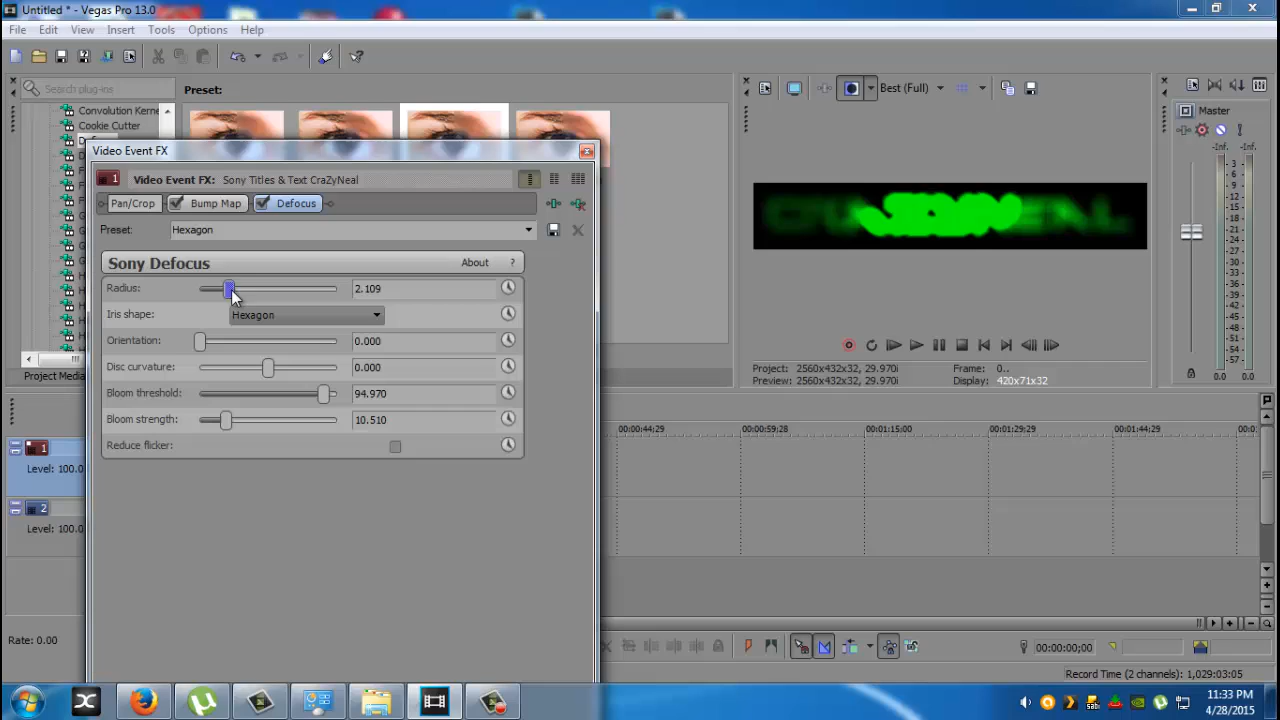 Untitled * - Vegas Pro 13.0
File Edit View Insert Tools Options Help
Search plug-ins
Preset:
Best (Full)
Convolution Kerne
Cookie Cutter
Video Event FX
Video Event FX: Sony Titles & Text CraZyNeal
Pan/Crop Bump Map Defocus
Preset: Hexagon
Sony Defocus About ?
Radius: 2.109
Iris shape: Hexagon
Orientation: 0.000
Disc curvature: 0.000
Bloom threshold: 94.970
Bloom strength: 10.510
Reduce flicker:
Project Media
Project: 2560x432x32, 29.970i Frame: 0..
Preview: 2560x432x32, 29.970i Display: 420x71x32
Master
-Inf. -Inf.
3
6
9
12
15
18
21
24
27
30
33
36
39
42
45
48
51
54
57
0.0 0.0
00:00:44;29 00:00:59;28 00:01:15;00 00:01:29;29 00:01:44;29 00:0
1
Level: 100.0
2
Level: 100.0
Rate: 0.00
00:00:00;00
Record Time (2 channels): 1,029:03:05
11:33 PM
4/28/2015